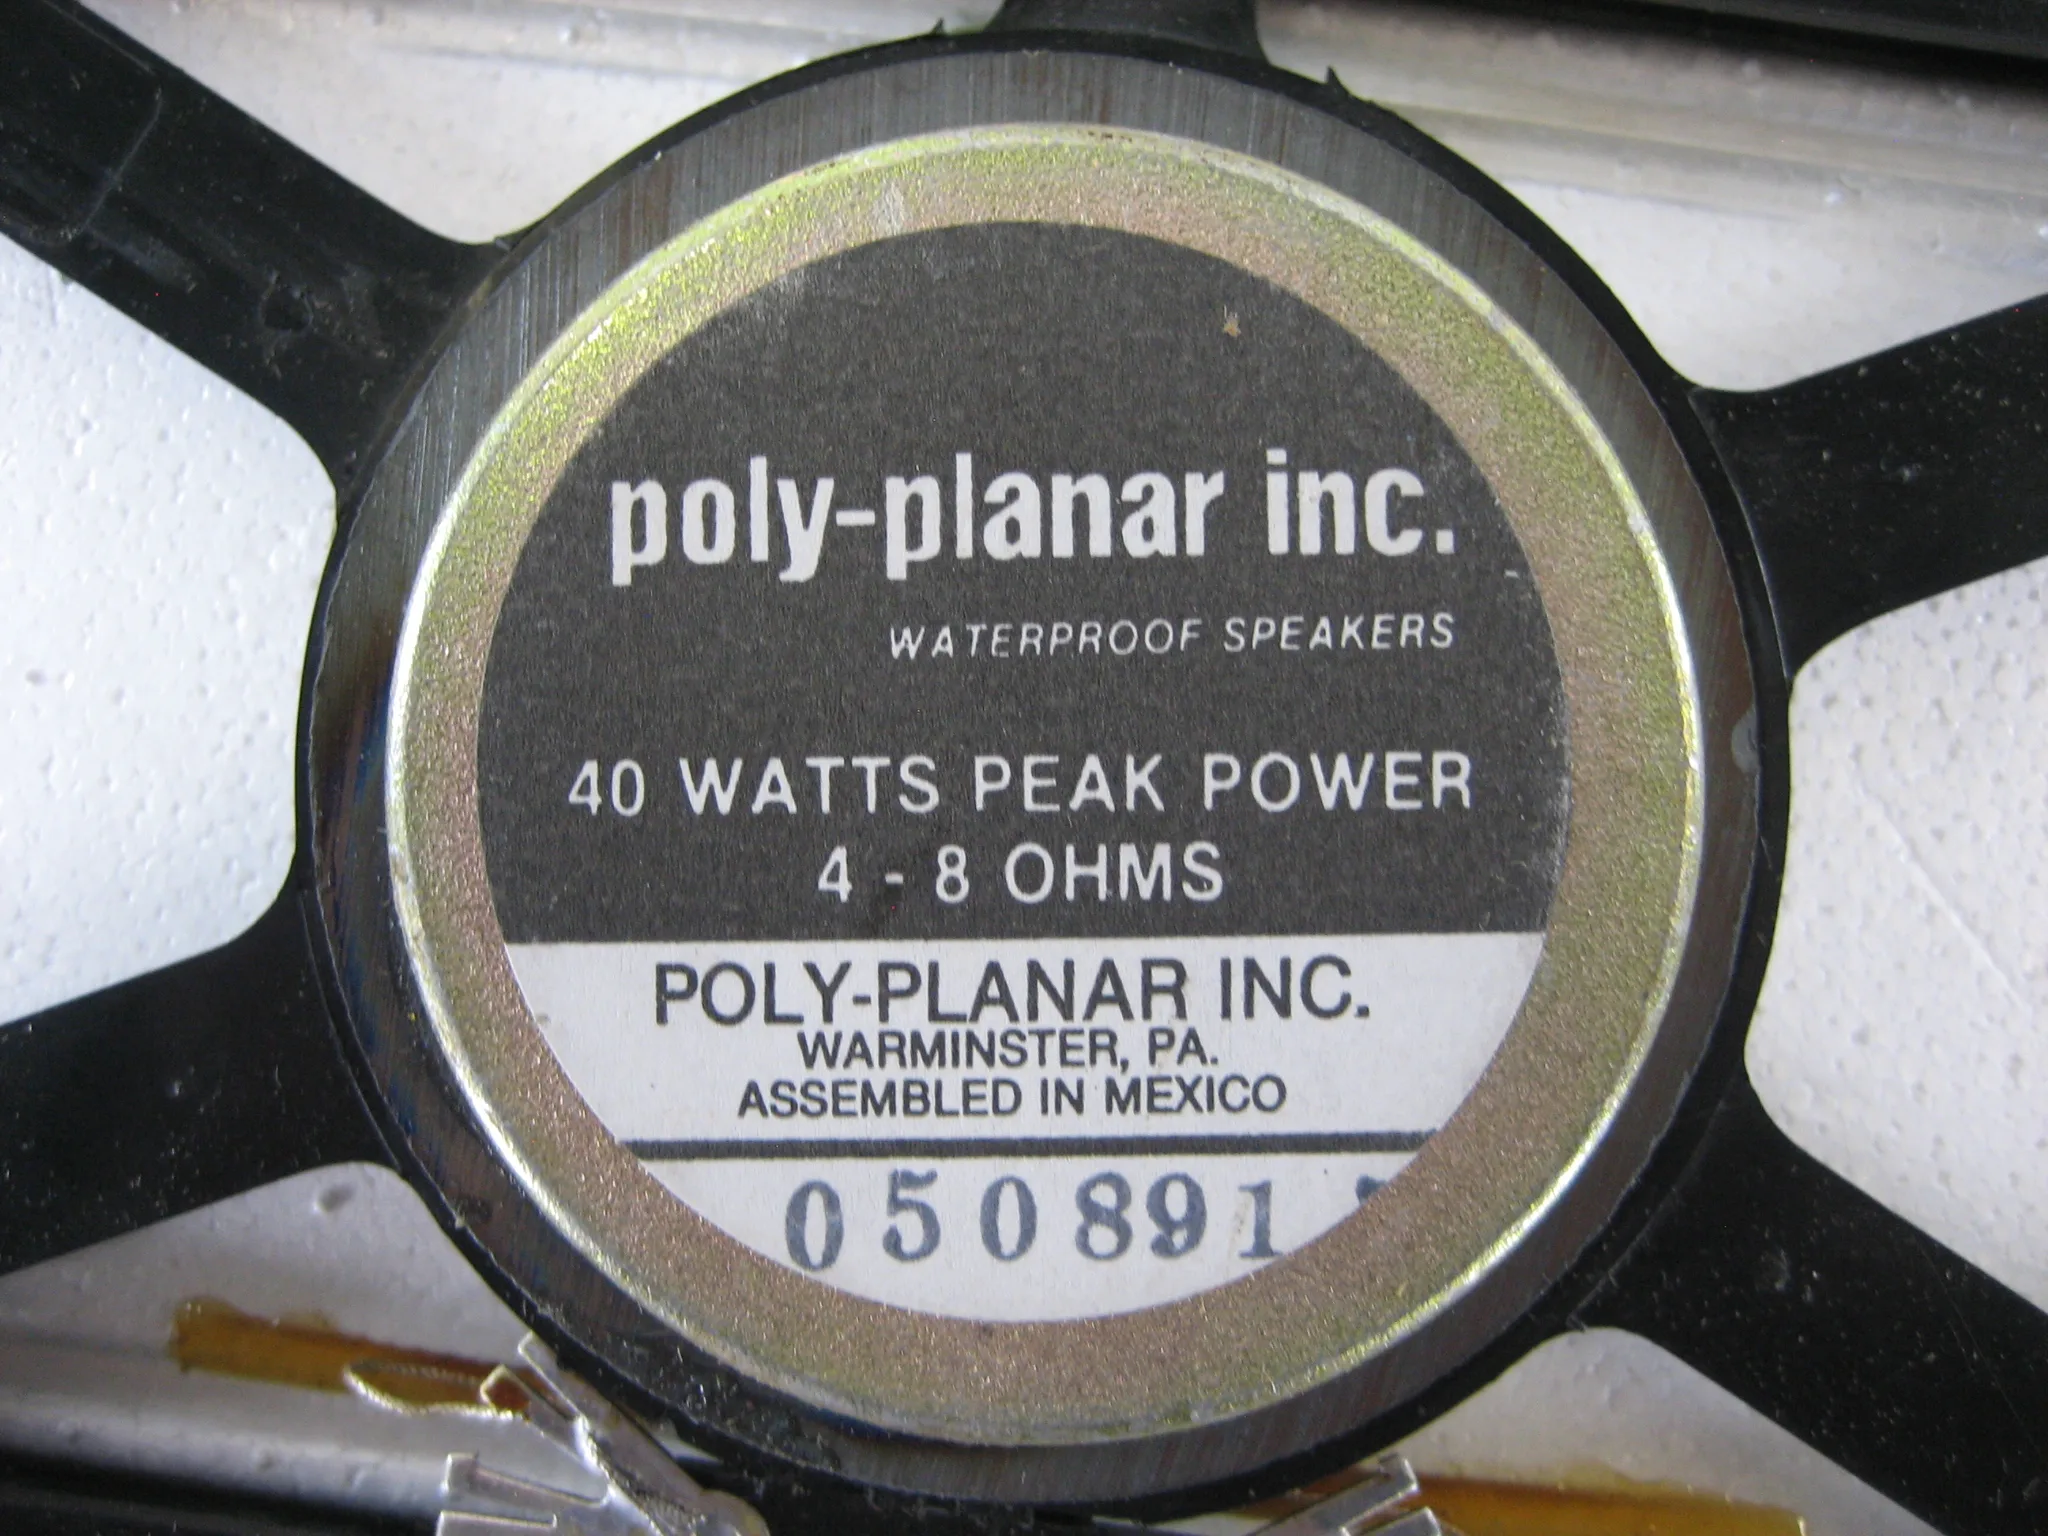 poly-planar inc.
WATERPROOF SPEAKERS
40 WATTS PEAK POWER
4 - 8 OHMS
POLY-PLANAR INC.
WARMINSTER, PA.
ASSEMBLED IN MEXICO
050891